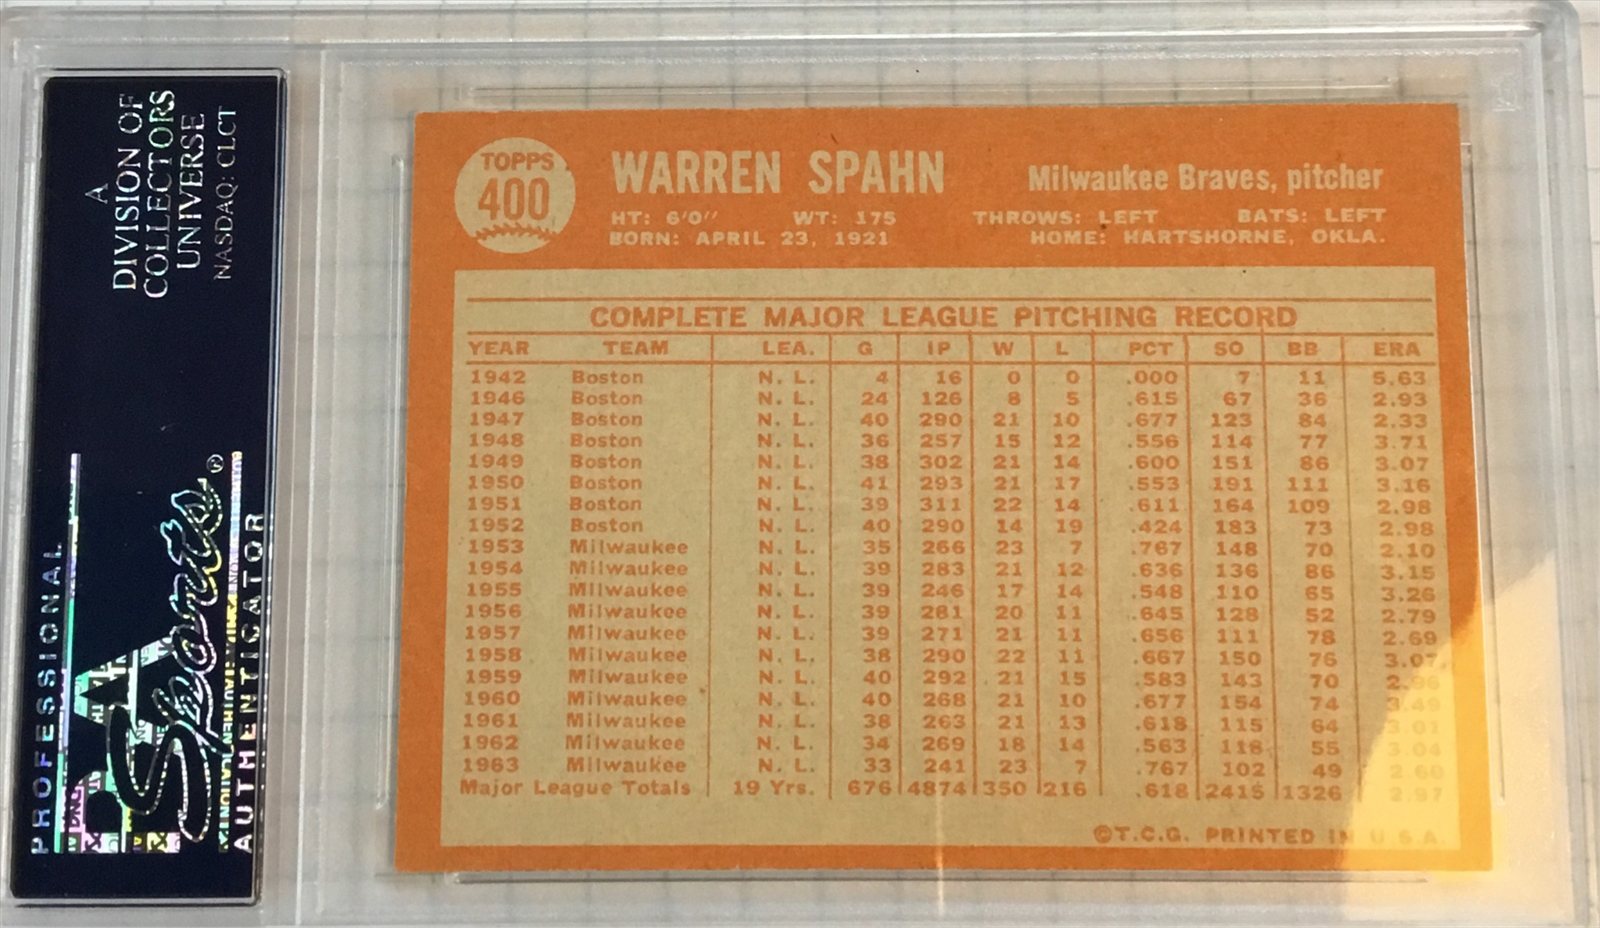 A
DIVISION OF
COLLECTORS
UNIVERSE
NASDAQ: CLCT
PROFESSIONAL
Sports®
AUTHENTICATOR
TOPPS
400
WARREN SPAHN
Milwaukee Braves, pitcher
HT: 6'0" WT: 175 THROWS: LEFT BATS: LEFT
BORN: APRIL 23, 1921 HOME: HARTSHORNE, OKLA.
COMPLETE MAJOR LEAGUE PITCHING RECORD
YEAR TEAM LEA. G IP W L PCT SO BB ERA
1942 Boston N. L. 4 16 0 0 .000 7 11 5.63
1946 Boston N. L. 24 126 8 5 .615 67 36 2.93
1947 Boston N. L. 40 290 21 10 .677 123 84 2.33
1948 Boston N. L. 36 257 15 12 .556 114 77 3.71
1949 Boston N. L. 38 302 21 14 .600 151 86 3.07
1950 Boston N. L. 41 293 21 17 .553 191 111 3.16
1951 Boston N. L. 39 311 22 14 .611 164 109 2.98
1952 Boston N. L. 40 290 14 19 .424 183 73 2.98
1953 Milwaukee N. L. 35 266 23 7 .767 148 70 2.10
1954 Milwaukee N. L. 39 283 21 12 .636 136 86 3.15
1955 Milwaukee N. L. 39 246 17 14 .548 110 65 3.26
1956 Milwaukee N. L. 39 281 20 11 .645 128 52 2.79
1957 Milwaukee N. L. 39 271 21 11 .656 111 78 2.69
1958 Milwaukee N. L. 38 290 22 11 .667 150 76 3.07
1959 Milwaukee N. L. 40 292 21 15 .583 143 70 2.96
1960 Milwaukee N. L. 40 268 21 10 .677 154 74 3.49
1961 Milwaukee N. L. 38 263 21 13 .618 115 64 3.01
1962 Milwaukee N. L. 34 269 18 14 .563 118 55 3.04
1963 Milwaukee N. L. 33 241 23 7 .767 102 49 2.60
Major League Totals 19 Yrs. 676 4874 350 216 .618 2415 1326 2.97
©T.C.G. PRINTED IN U.S.A.